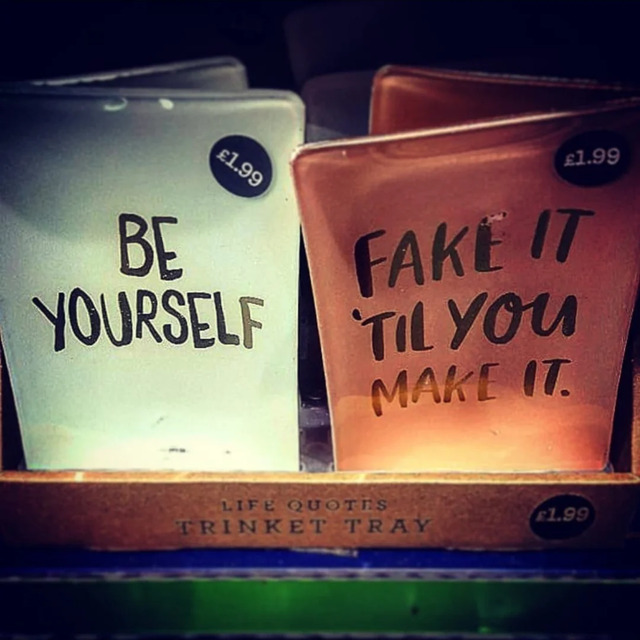 £1.99
BE
YOURSELF
£1.99
FAKE IT
'TIL YOU
MAKE IT.
LIFE QUOTES
TRINKET TRAY
£1.99